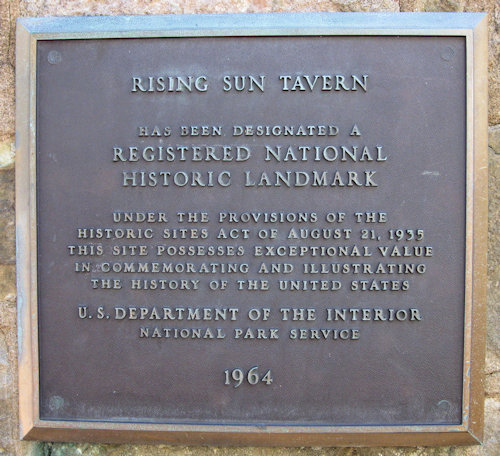 RISING SUN TAVERN
HAS BEEN DESIGNATED A
REGISTERED NATIONAL
HISTORIC LANDMARK
UNDER THE PROVISIONS OF THE
HISTORIC SITES ACT OF AUGUST 21, 1935
THIS SITE POSSESSES EXCEPTIONAL VALUE
IN COMMEMORATING AND ILLUSTRATING
THE HISTORY OF THE UNITED STATES
U.S. DEPARTMENT OF THE INTERIOR
NATIONAL PARK SERVICE
1964